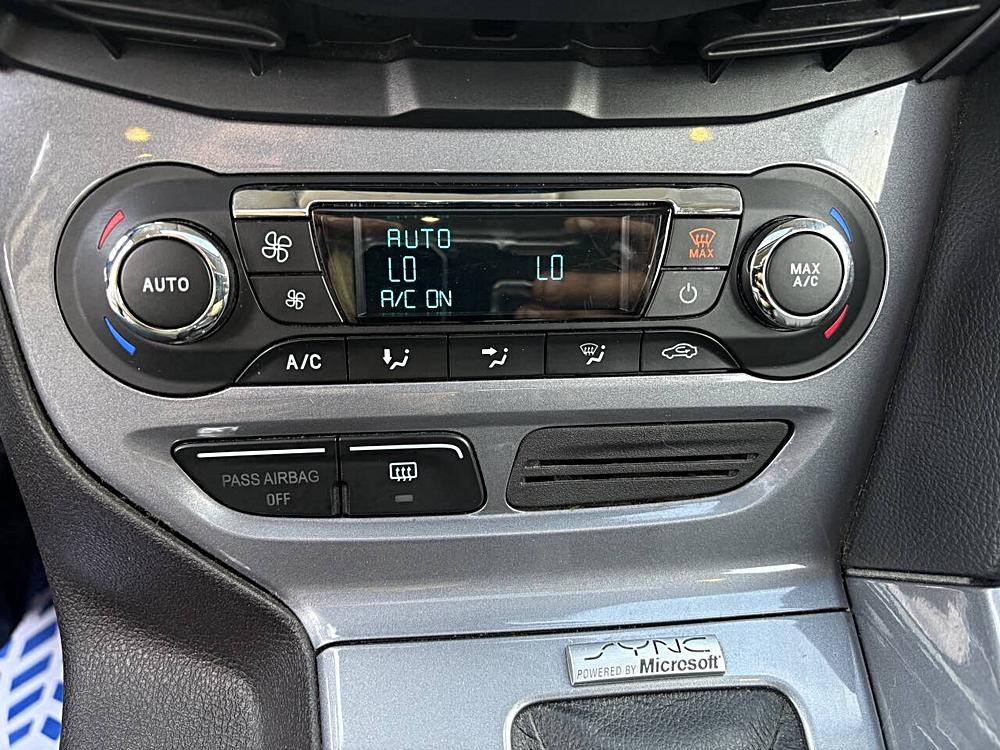 AUTO
AUTO
LO LO
A/C ON
MAX
MAX
A/C
A/C
PASS AIRBAG
OFF
SYNC
POWERED BY Microsoft